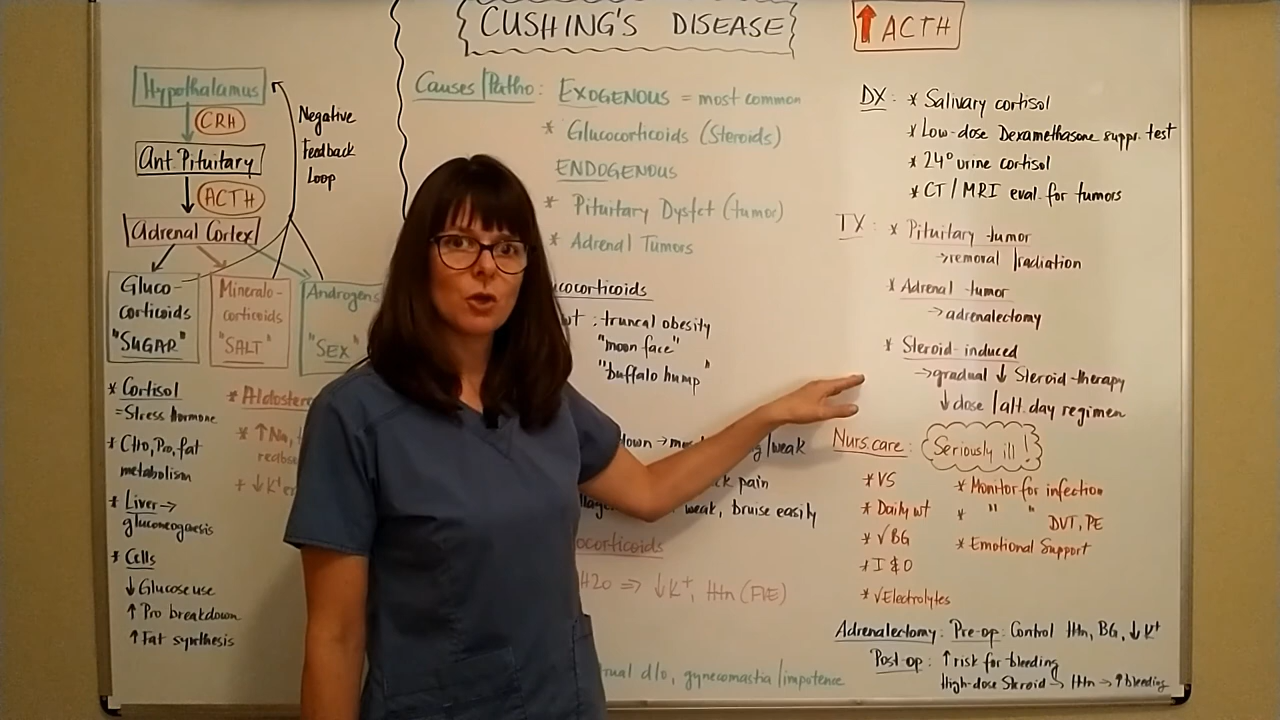 CUSHING'S DISEASE
↑ ACTH
Hypothalamus
CRH
Ant Pituitary
ACTH
Adrenal Cortex
Negative
Feedback
Loop
Gluco-
corticoids
"SUGAR"
Mineralo-
corticoids
"SALT"
Androgens
"SEX"
* Cortisol
=Stress hormone
* CHO, Pro, fat
metabolism
* Liver →
gluconeogenesis
* Cells
↓ Glucose use
↑ Pro breakdown
↑ Fat synthesis
* ↑ Na,
+ ↓ K+
Causes/Patho: EXOGENOUS = most common
* Glucocorticoids (Steroids)
ENDOGENOUS
* Pituitary Dysfct (tumor)
* Adrenal Tumors
wt : truncal obesity
"moon face"
"buffalo hump"
down →
/weak
pain
weak, bruise easily
H2O => ↓ K+, Htn (FVE)
d/o, gynecomastia/impotence
DX: * Salivary cortisol
* Low-dose Dexamethasone suppr. test
* 24° urine cortisol
* CT / MRI eval. for tumors
TX: * Pituitary tumor
→ removal /radiation
* Adrenal tumor
→ adrenalectomy
* Steroid-induced
→ gradual ↓ Steroid-therapy
↓ dose / alt. day regimen
Nurs. care: Seriously ill!
* VS
* Daily wt
* √BG
* I & O
* √Electrolytes
* Monitor for infection
* " " DVT, PE
* Emotional Support
Adrenalectomy: Pre-op: Control Htn, BG, ↓ K+
Post-op: ↑ risk for bleeding
High-dose Steroid → Htn → ↑ bleeding